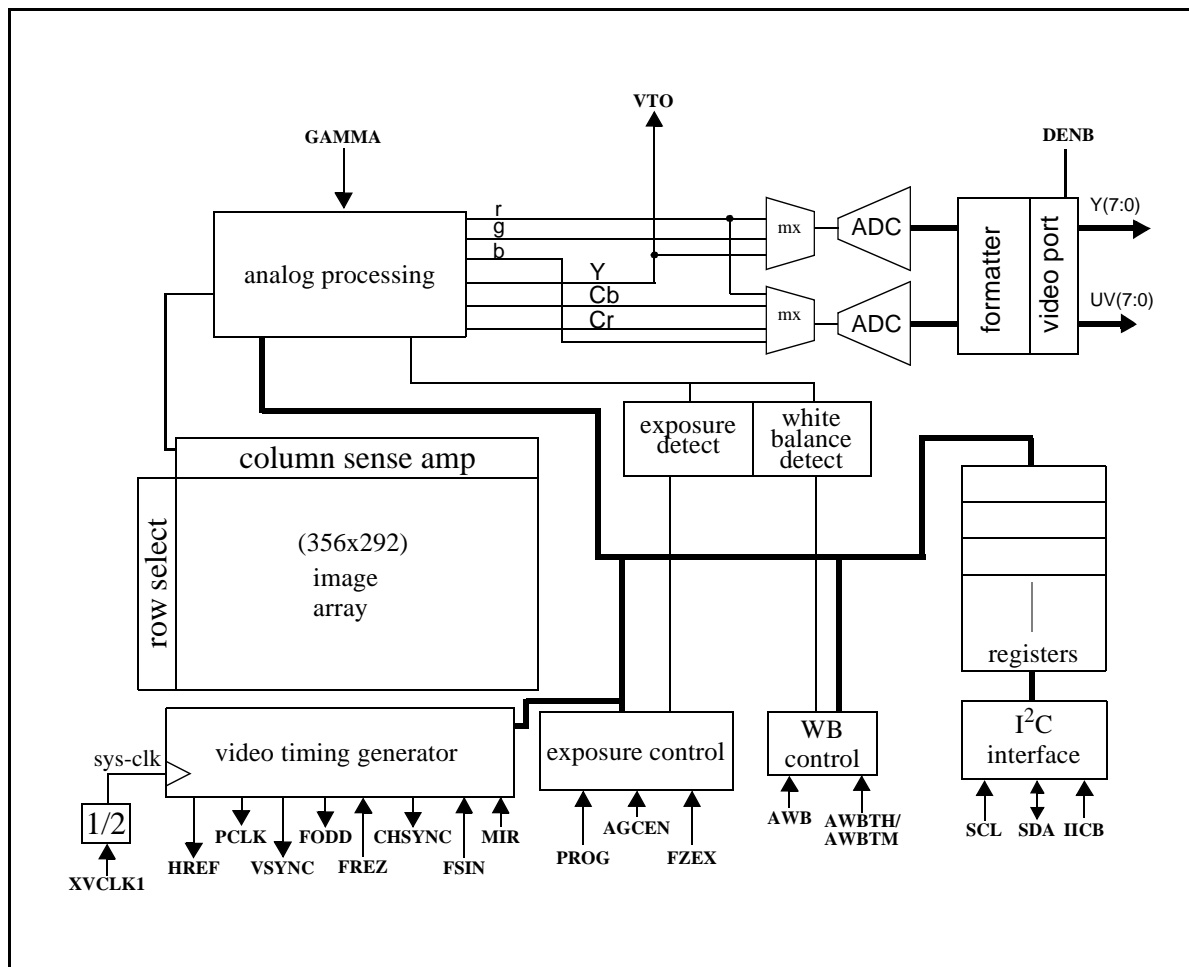 VTO
GAMMA
DENB
r
g
b
Y
Cb
Cr
analog processing
mx
ADC
mx
ADC
formatter
video port
Y(7:0)
UV(7:0)
exposure
detect
white
balance
detect
column sense amp
row select
(356x292)
image
array
registers
I²C
interface
SCL
SDA
IICB
video timing generator
sys-clk
1/2
XVCLK1
HREF
PCLK
VSYNC
FODD
FREZ
CHSYNC
FSIN
MIR
exposure control
PROG
AGCEN
FZEX
WB
control
AWB
AWBTH/
AWBTM